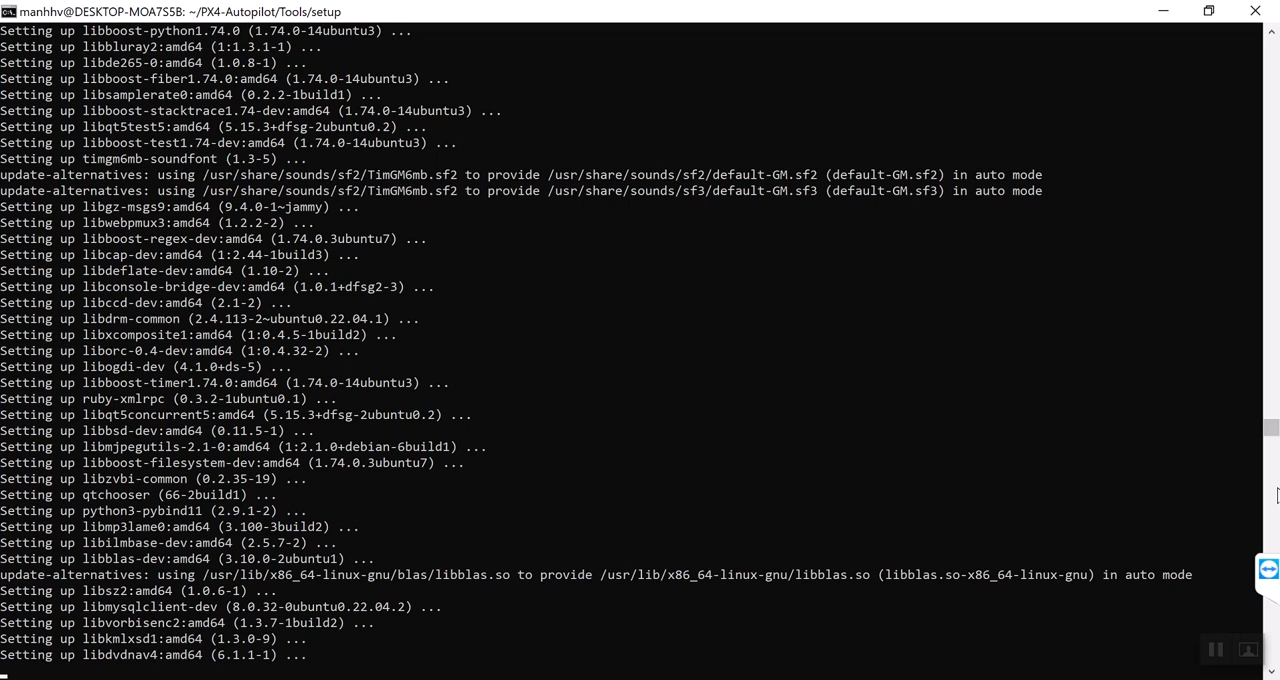 manhhv@DESKTOP-MOA7S5B: ~/PX4-Autopilot/Tools/setup
Setting up libboost-python1.74.0 (1.74.0-14ubuntu3) ...
Setting up libbluray2:amd64 (1:1.3.1-1) ...
Setting up libde265-0:amd64 (1.0.8-1) ...
Setting up libboost-fiber1.74.0:amd64 (1.74.0-14ubuntu3) ...
Setting up libsamplerate0:amd64 (0.2.2-1build1) ...
Setting up libboost-stacktrace1.74-dev:amd64 (1.74.0-14ubuntu3) ...
Setting up libqt5test5:amd64 (5.15.3+dfsg-2ubuntu0.2) ...
Setting up libboost-test1.74-dev:amd64 (1.74.0-14ubuntu3) ...
Setting up timgm6mb-soundfont (1.3-5) ...
update-alternatives: using /usr/share/sounds/sf2/TimGM6mb.sf2 to provide /usr/share/sounds/sf2/default-GM.sf2 (default-GM.sf2) in auto mode
update-alternatives: using /usr/share/sounds/sf2/TimGM6mb.sf2 to provide /usr/share/sounds/sf3/default-GM.sf3 (default-GM.sf3) in auto mode
Setting up libgz-msgs9:amd64 (9.4.0-1~jammy) ...
Setting up libwebpmux3:amd64 (1.2.2-2) ...
Setting up libboost-regex-dev:amd64 (1.74.0.3ubuntu7) ...
Setting up libcap-dev:amd64 (1:2.44-1build3) ...
Setting up libdeflate-dev:amd64 (1.10-2) ...
Setting up libconsole-bridge-dev:amd64 (1.0.1+dfsg2-3) ...
Setting up libccd-dev:amd64 (2.1-2) ...
Setting up libdrm-common (2.4.113-2~ubuntu0.22.04.1) ...
Setting up libxcomposite1:amd64 (1:0.4.5-1build2) ...
Setting up liborc-0.4-dev:amd64 (1:0.4.32-2) ...
Setting up libogdi-dev (4.1.0+ds-5) ...
Setting up libboost-timer1.74.0:amd64 (1.74.0-14ubuntu3) ...
Setting up ruby-xmlrpc (0.3.2-1ubuntu0.1) ...
Setting up libqt5concurrent5:amd64 (5.15.3+dfsg-2ubuntu0.2) ...
Setting up libbsd-dev:amd64 (0.11.5-1) ...
Setting up libmjpegutils-2.1-0:amd64 (1:2.1.0+debian-6build1) ...
Setting up libboost-filesystem-dev:amd64 (1.74.0.3ubuntu7) ...
Setting up libzvbi-common (0.2.35-19) ...
Setting up qtchooser (66-2build1) ...
Setting up python3-pybind11 (2.9.1-2) ...
Setting up libmp3lame0:amd64 (3.100-3build2) ...
Setting up libilmbase-dev:amd64 (2.5.7-2) ...
Setting up libblas-dev:amd64 (3.10.0-2ubuntu1) ...
update-alternatives: using /usr/lib/x86_64-linux-gnu/blas/libblas.so to provide /usr/lib/x86_64-linux-gnu/libblas.so (libblas.so-x86_64-linux-gnu) in auto mode
Setting up libsz2:amd64 (1.0.6-1) ...
Setting up libmysqlclient-dev (8.0.32-0ubuntu0.22.04.2) ...
Setting up libvorbisenc2:amd64 (1.3.7-1build2) ...
Setting up libkmlxsd1:amd64 (1.3.0-9) ...
Setting up libdvdnav4:amd64 (6.1.1-1) ...